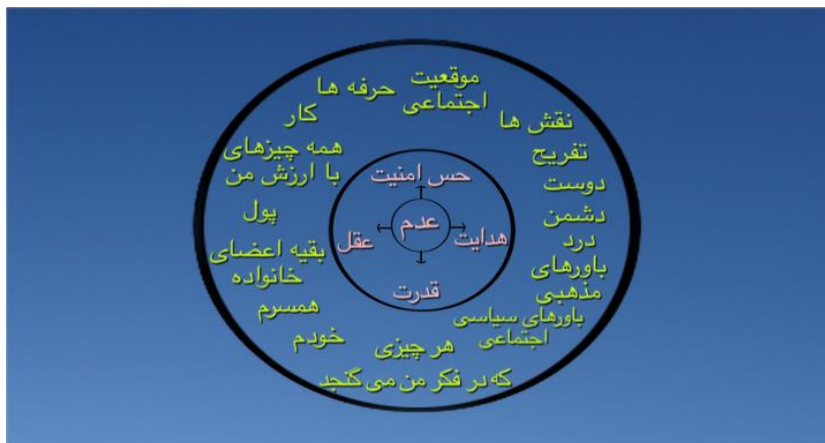 موقعیت
اجتماعی
حرفه ها
کار
همه چیزهای
با ارزش من
پول
بقیه اعضای
خانواده
همسرم
خودم
هر چیزی
که در فکر من می گنجد
نقش ها
تفریح
دوست
دشمن
درد
باورهای
مذهبی
باورهای سیاسی
اجتماعی
حس امنیت
هدایت
عدم
عقل
قدرت